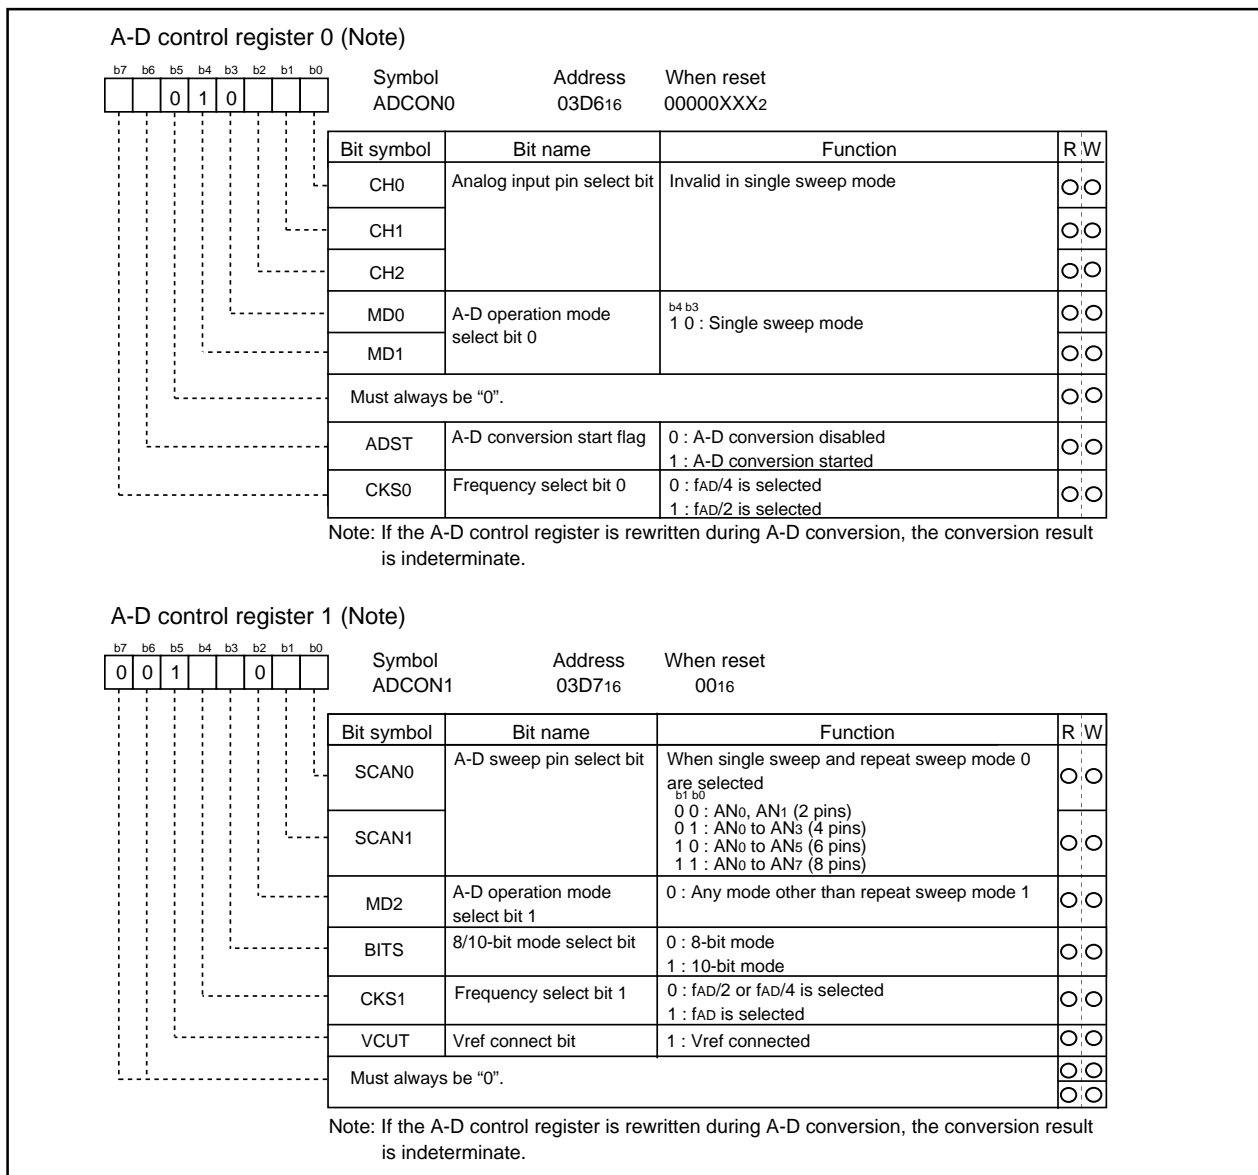 A-D control register 0 (Note)
b7 b6 b5 b4 b3 b2 b1 b0
0 1 0
Symbol Address When reset
ADCON0 03D616 00000XXX2
Bit symbol Bit name Function R W
CH0 Analog input pin select bit Invalid in single sweep mode
CH1
CH2
MD0 A-D operation mode select bit 0 b4 b3
1 0 : Single sweep mode
MD1
Must always be “0”.
ADST A-D conversion start flag 0 : A-D conversion disabled
1 : A-D conversion started
CKS0 Frequency select bit 0 0 : fAD/4 is selected
1 : fAD/2 is selected
Note: If the A-D control register is rewritten during A-D conversion, the conversion result
is indeterminate.
A-D control register 1 (Note)
b7 b6 b5 b4 b3 b2 b1 b0
0 0 1 0
Symbol Address When reset
ADCON1 03D716 0016
Bit symbol Bit name Function R W
SCAN0 A-D sweep pin select bit When single sweep and repeat sweep mode 0
are selected
b1 b0
0 0 : AN0, AN1 (2 pins)
0 1 : AN0 to AN3 (4 pins)
SCAN1 1 0 : AN0 to AN5 (6 pins)
1 1 : AN0 to AN7 (8 pins)
MD2 A-D operation mode select bit 1 0 : Any mode other than repeat sweep mode 1
BITS 8/10-bit mode select bit 0 : 8-bit mode
1 : 10-bit mode
CKS1 Frequency select bit 1 0 : fAD/2 or fAD/4 is selected
1 : fAD is selected
VCUT Vref connect bit 1 : Vref connected
Must always be “0”.
Note: If the A-D control register is rewritten during A-D conversion, the conversion result
is indeterminate.